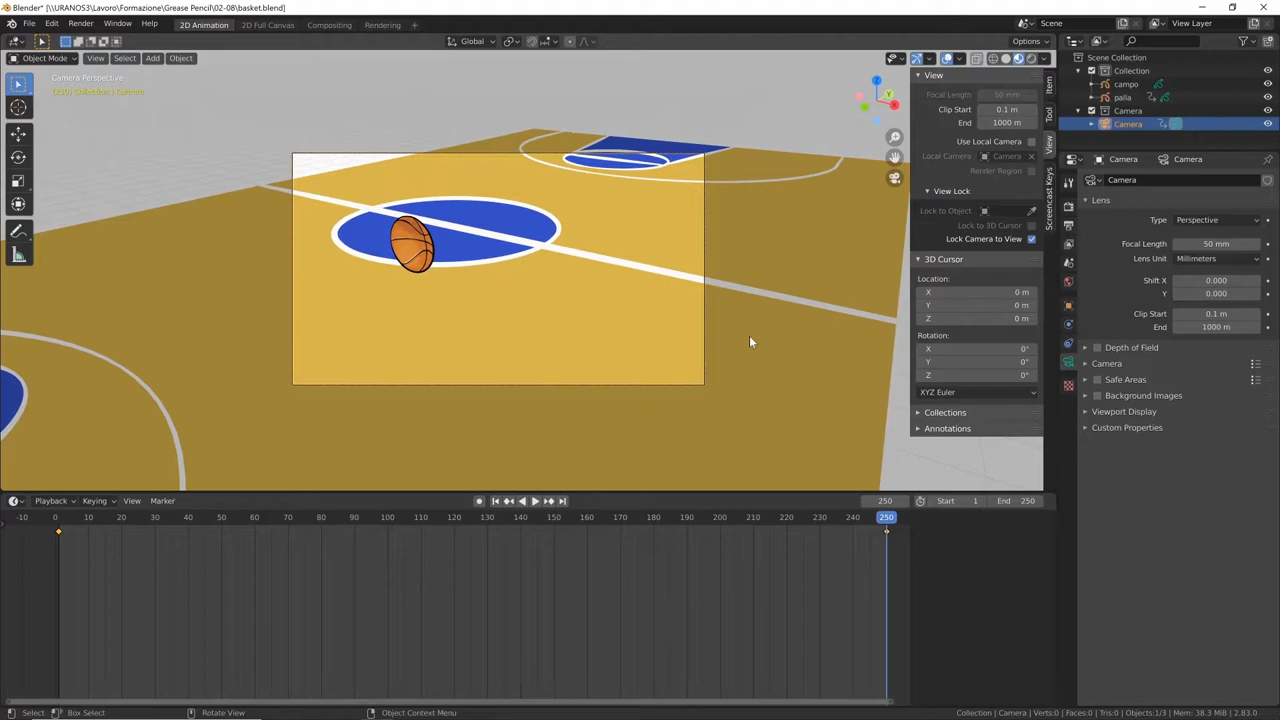 Blender* [\\URANOS3\Lavoro\Formazione\Grease Pencil\02-08\basket.blend]
File Edit Render Window Help 2D Animation 2D Full Canvas Compositing Rendering + Scene View Layer
Global Options
Object Mode View Select Add Object
Camera Perspective
(250) Collection | Camera
View
Focal Length 50 mm
Clip Start 0.1 m
End 1000 m
Use Local Camera
Local Camera Camera
Render Region
View Lock
Lock to Object
Lock to 3D Cursor
Lock Camera to View
3D Cursor
Location:
X 0 m
Y 0 m
Z 0 m
Rotation:
X 0°
Y 0°
Z 0°
XYZ Euler
Collections
Annotations
Item
Tool
View
Screencast Keys
Scene Collection
Collection
campo
palla
Camera
Camera
Camera Camera
Camera
Lens
Type Perspective
Focal Length 50 mm
Lens Unit Millimeters
Shift X 0.000
Y 0.000
Clip Start 0.1 m
End 1000 m
Depth of Field
Camera
Safe Areas
Background Images
Viewport Display
Custom Properties
Playback Keying View Marker 250 Start 1 End 250
-10 0 10 20 30 40 50 60 70 80 90 100 110 120 130 140 150 160 170 180 190 200 210 220 230 240 250
Select Box Select Rotate View Object Context Menu Collection | Camera | Verts:0 | Faces:0 | Tris:0 | Objects:1/3 | Mem: 38.3 MiB | 2.83.0